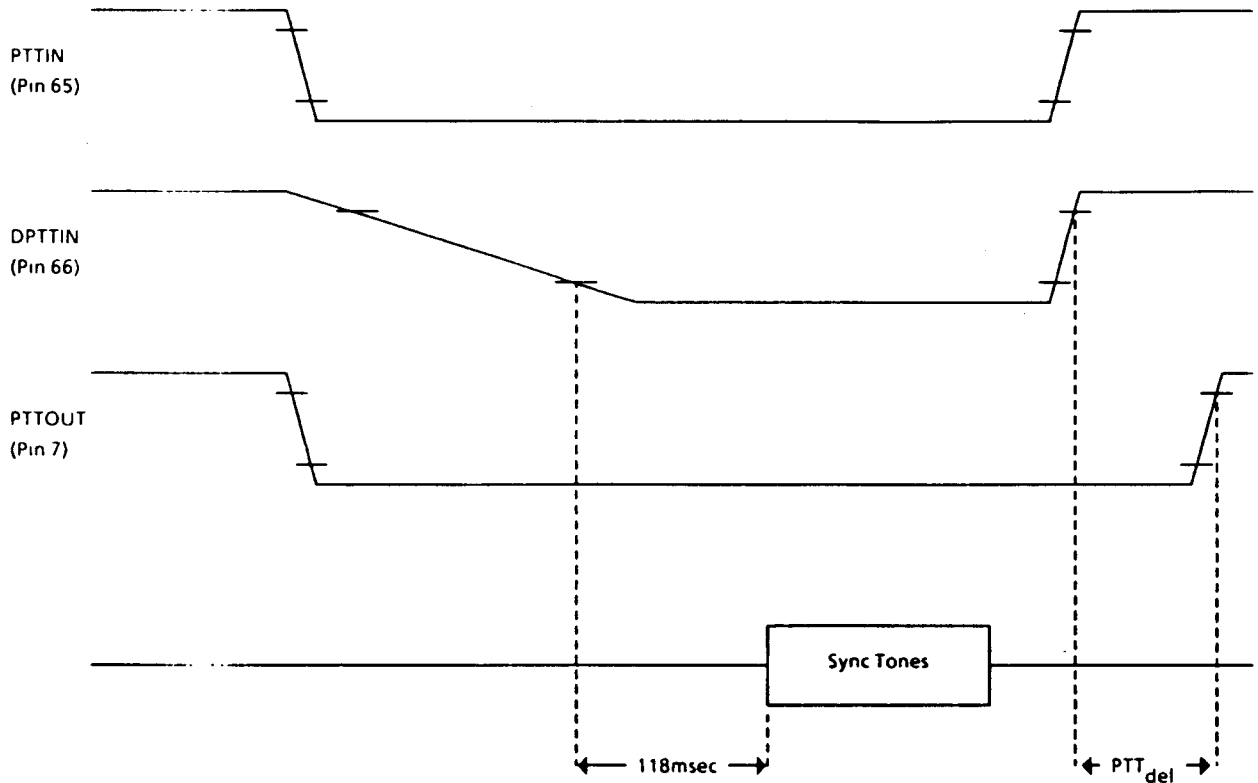 PTTIN
(Pin 65)
DPTTIN
(Pin 66)
PTTOUT
(Pin 7)
Sync Tones
118msec
PTTdel